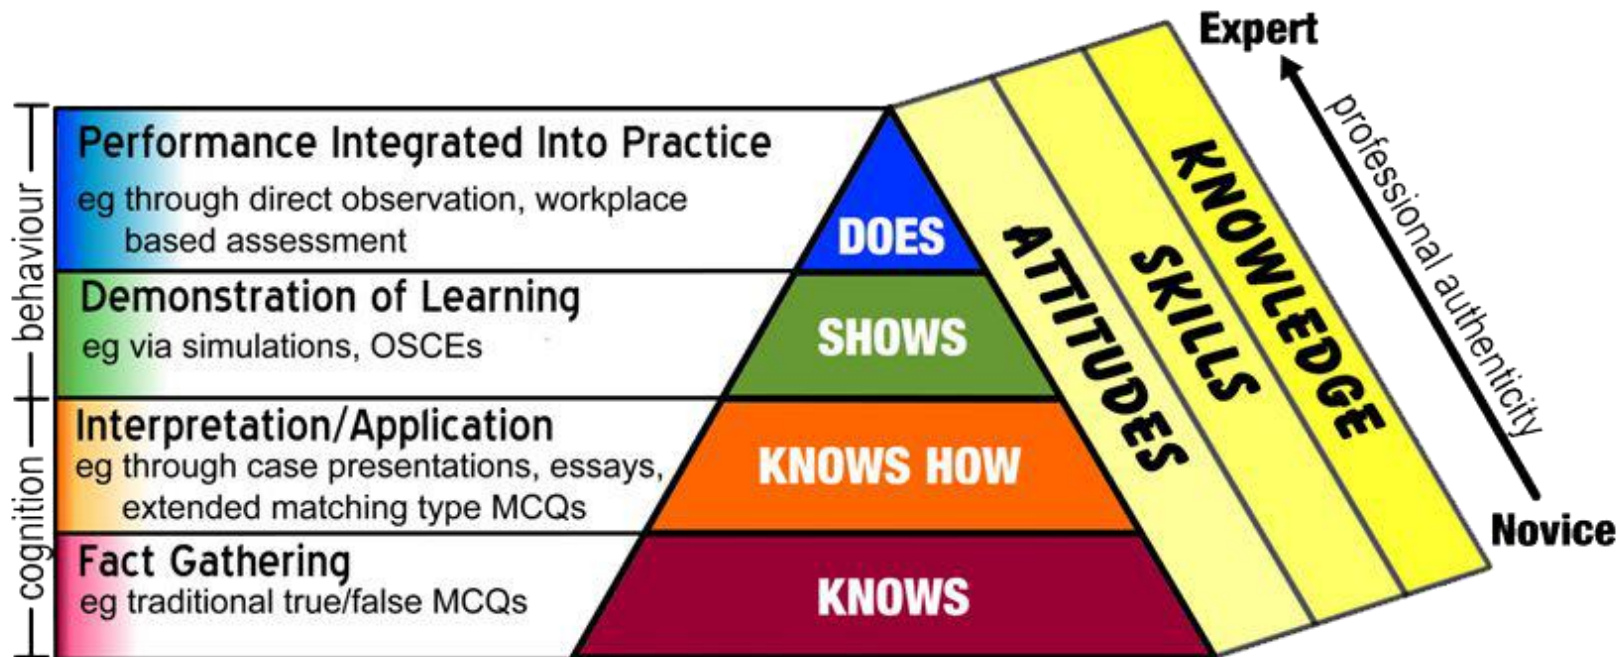 Performance Integrated Into Practice
eg through direct observation, workplace
based assessment
DOES
Demonstration of Learning
eg via simulations, OSCEs
SHOWS
Interpretation/Application
eg through case presentations, essays,
extended matching type MCQs
KNOWS HOW
Fact Gathering
eg traditional true/false MCQs
KNOWS
behaviour
cognition
ATTITUDES
SKILLS
KNOWLEDGE
Expert
professional authenticity
Novice